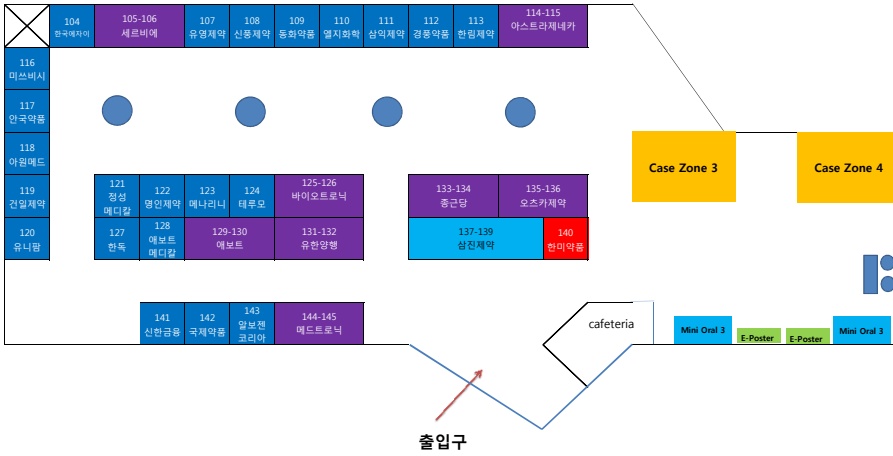 104
한국에자이
105-106
세르비에
107
유영제약
108
신풍제약
109
동화약품
110
엘지화학
111
삼익제약
112
경풍약품
113
한림제약
114-115
아스트라제네카
116
미쓰비시
117
안국약품
118
아원메드
119
건일제약
120
유니팜
121
정성
메디칼
122
명인제약
123
메나리니
124
테루모
125-126
바이오트로닉
127
한독
128
애보트
메디칼
129-130
애보트
131-132
유한양행
133-134
종근당
135-136
오츠카제약
137-139
삼진제약
140
한미약품
141
신한금융
142
국제약품
143
알보젠
코리아
144-145
메드트로닉
Case Zone 3
Case Zone 4
cafeteria
Mini Oral 3
E-Poster
E-Poster
Mini Oral 3
출입구